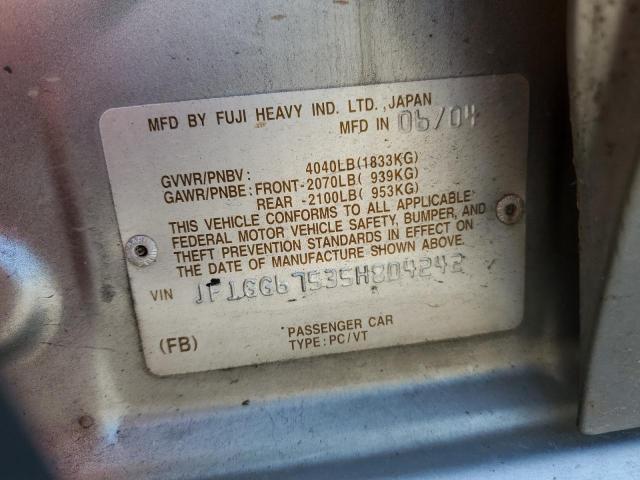 MFD BY FUJI HEAVY IND. LTD., JAPAN
MFD IN 06/04
GVWR/PNBV: 4040LB(1833KG)
GAWR/PNBE: FRONT-2070LB( 939KG)
REAR -2100LB( 953KG)
THIS VEHICLE CONFORMS TO ALL APPLICABLE
FEDERAL MOTOR VEHICLE SAFETY, BUMPER, AND
THEFT PREVENTION STANDARDS IN EFFECT ON
THE DATE OF MANUFACTURE SHOWN ABOVE.
VIN JF1GG67535H804242
(FB)
PASSENGER CAR
TYPE: PC/VT